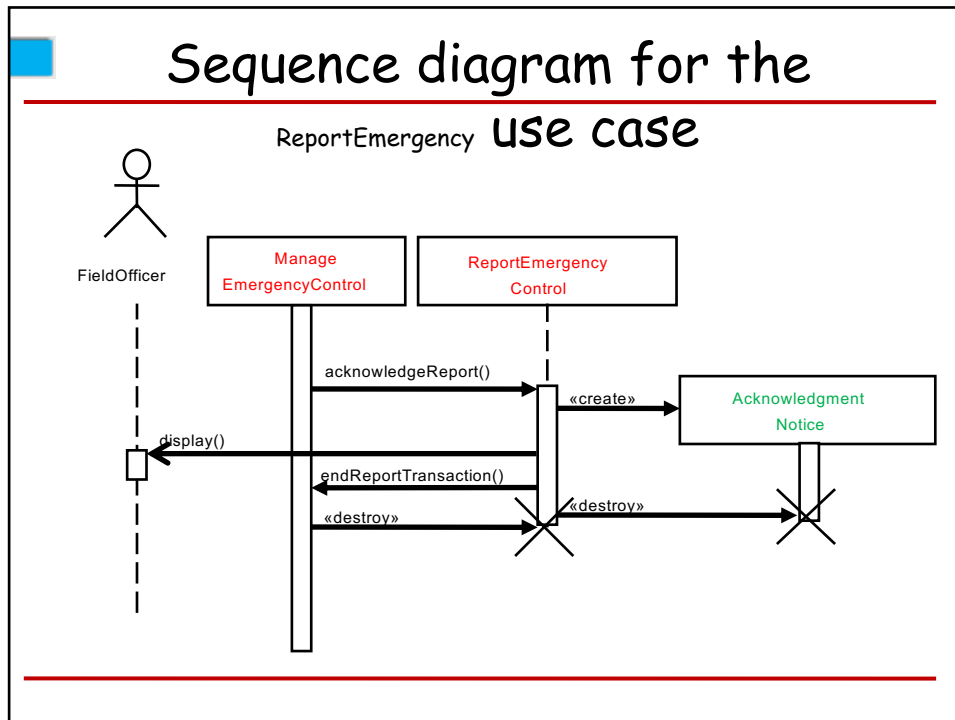 Sequence diagram for the
ReportEmergency use case
FieldOfficer
Manage
EmergencyControl
ReportEmergency
Control
acknowledgeReport()
«create»
Acknowledgment
Notice
display()
endReportTransaction()
«destroy»
«destroy»